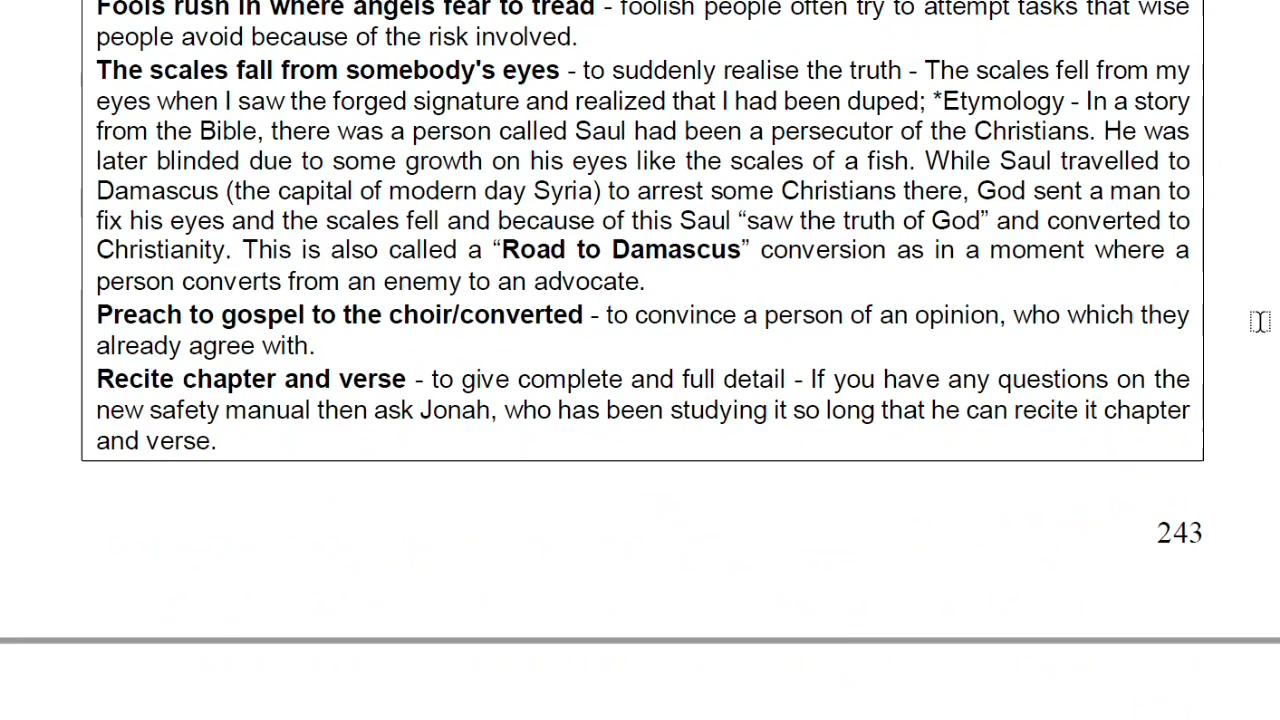 Fools rush in where angels fear to tread - foolish people often try to attempt tasks that wise
people avoid because of the risk involved.
The scales fall from somebody's eyes - to suddenly realise the truth - The scales fell from my
eyes when I saw the forged signature and realized that I had been duped; *Etymology - In a story
from the Bible, there was a person called Saul had been a persecutor of the Christians. He was
later blinded due to some growth on his eyes like the scales of a fish. While Saul travelled to
Damascus (the capital of modern day Syria) to arrest some Christians there, God sent a man to
fix his eyes and the scales fell and because of this Saul “saw the truth of God” and converted to
Christianity. This is also called a “Road to Damascus” conversion as in a moment where a
person converts from an enemy to an advocate.
Preach to gospel to the choir/converted - to convince a person of an opinion, who which they
already agree with.
Recite chapter and verse - to give complete and full detail - If you have any questions on the
new safety manual then ask Jonah, who has been studying it so long that he can recite it chapter
and verse.
243